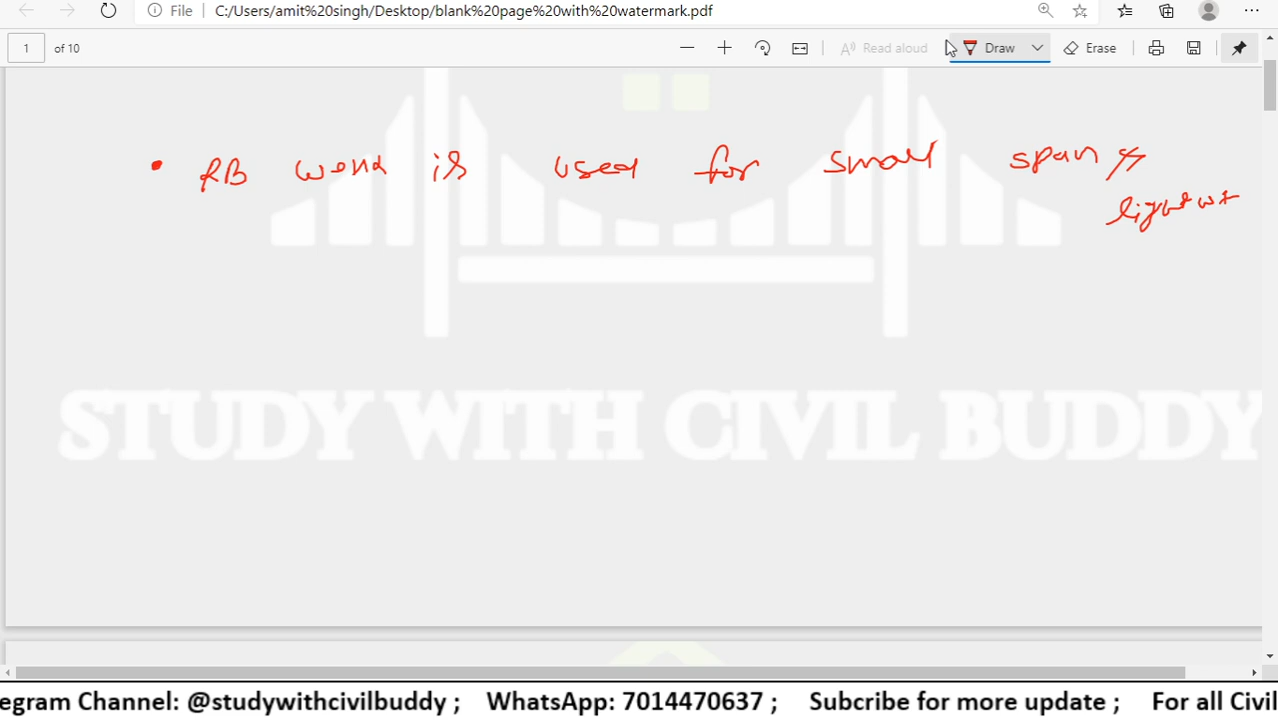 File C:/Users/amit%20singh/Desktop/blank%20page%20with%20watermark.pdf
1 of 10 Read aloud Draw Erase
• RB work is used for small span &
light wt
STUDY WITH CIVIL BUDDY
egram Channel: @studywithcivilbuddy ; WhatsApp: 7014470637 ; Subcribe for more update ; For all Civil